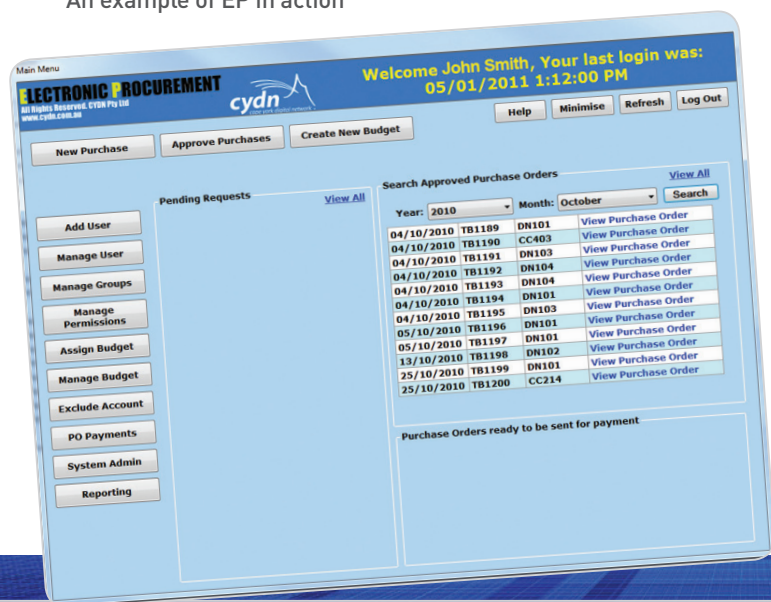 An example of EP in action
Main Menu
ELECTRONIC PROCUREMENT
All Rights Reserved. CYDN Pty Ltd
www.cydn.com.au
cydn
cape york digital network
Welcome John Smith, Your last login was:
05/01/2011 1:12:00 PM
Help Minimise Refresh Log Out
New Purchase Approve Purchases Create New Budget
Add User
Manage User
Manage Groups
Manage
Permissions
Assign Budget
Manage Budget
Exclude Account
PO Payments
System Admin
Reporting
Pending Requests View All
Search Approved Purchase Orders View All
Year: 2010 Month: October Search
04/10/2010 TB1189 DN101 View Purchase Order
04/10/2010 TB1190 CC403 View Purchase Order
04/10/2010 TB1191 DN103 View Purchase Order
04/10/2010 TB1192 DN104 View Purchase Order
04/10/2010 TB1193 DN104 View Purchase Order
04/10/2010 TB1194 DN101 View Purchase Order
04/10/2010 TB1195 DN103 View Purchase Order
05/10/2010 TB1196 DN101 View Purchase Order
05/10/2010 TB1197 DN101 View Purchase Order
13/10/2010 TB1198 DN102 View Purchase Order
25/10/2010 TB1199 DN101 View Purchase Order
25/10/2010 TB1200 CC214 View Purchase Order
Purchase Orders ready to be sent for payment